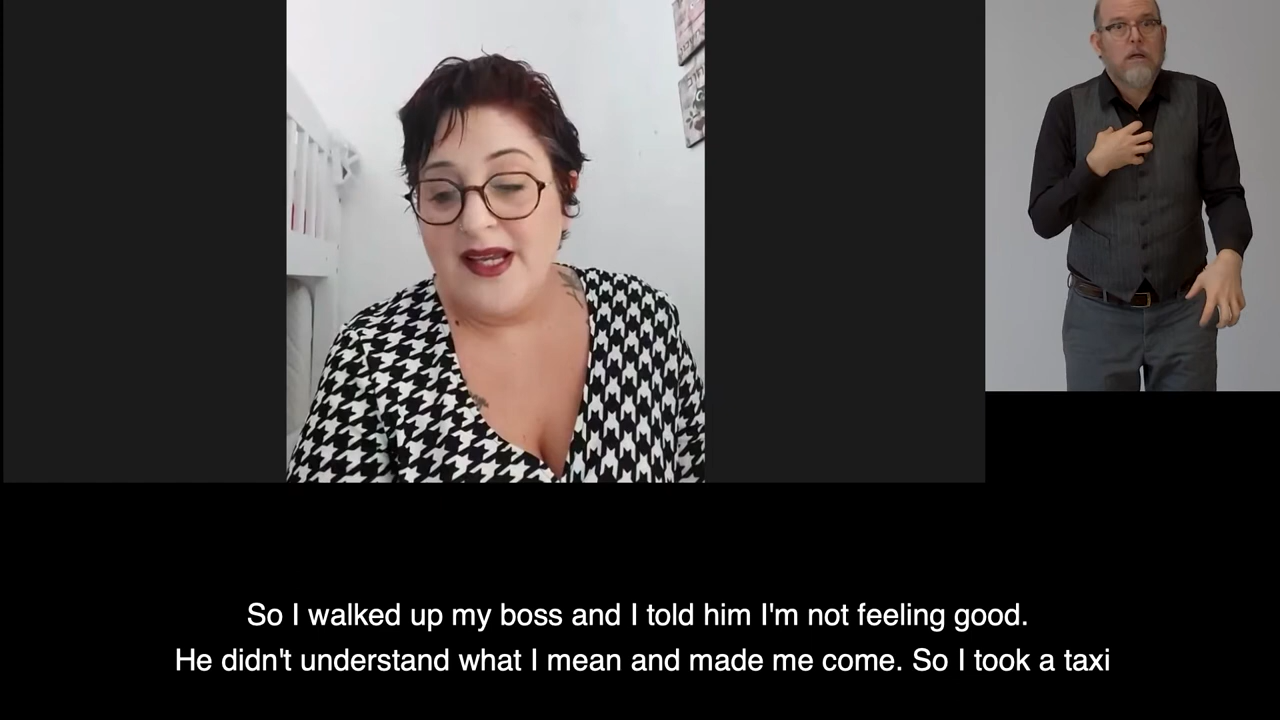 So I walked up my boss and I told him I'm not feeling good.
He didn't understand what I mean and made me come. So I took a taxi